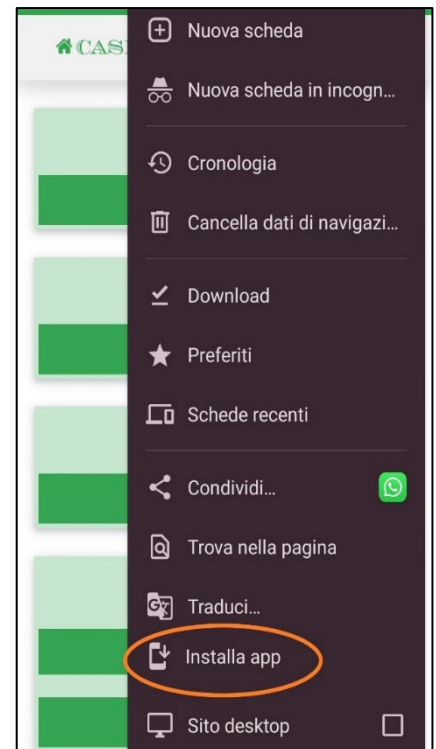 Nuova scheda
CAS
Nuova scheda in incogn...
Cronologia
Cancella dati di navigazi...
Download
Preferiti
Schede recenti
Condividi...
Trova nella pagina
Traduci...
Installa app
Sito desktop